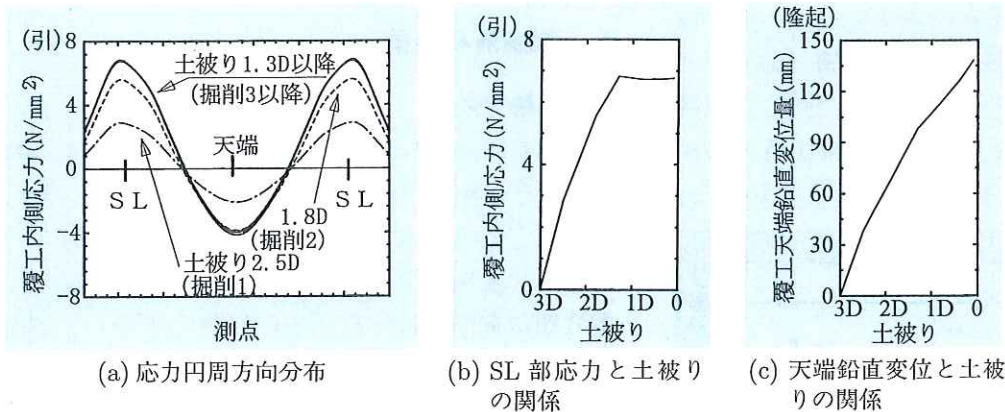 (引)
8
4
0
-4
-8
覆工内側応力 (N/mm²)
土被り1.3D以降
(掘削3以降)
天端
SL
SL
1.8D
(掘削2)
土被り2.5D
(掘削1)
測点
(a) 応力円周方向分布
(引)
8
4
0
覆工内側応力 (N/mm²)
3D 2D 1D 0
土被り
(b) SL 部応力と土被り
の関係
(隆起)
150
120
90
60
30
0
覆工天端鉛直変位量 (mm)
3D 2D 1D 0
土被り
(c) 天端鉛直変位と土被
りの関係